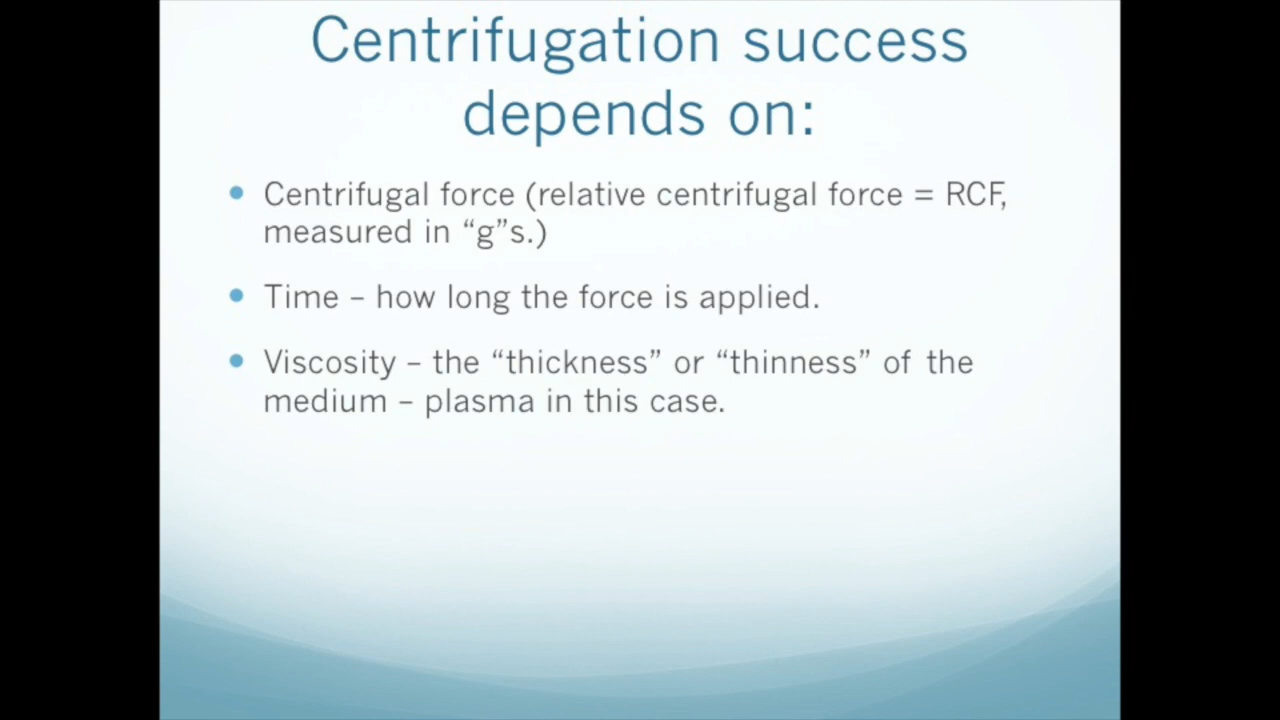 Centrifugation success
depends on:
• Centrifugal force (relative centrifugal force = RCF,
measured in “g”s.)
• Time – how long the force is applied.
• Viscosity – the “thickness” or “thinness” of the
medium – plasma in this case.